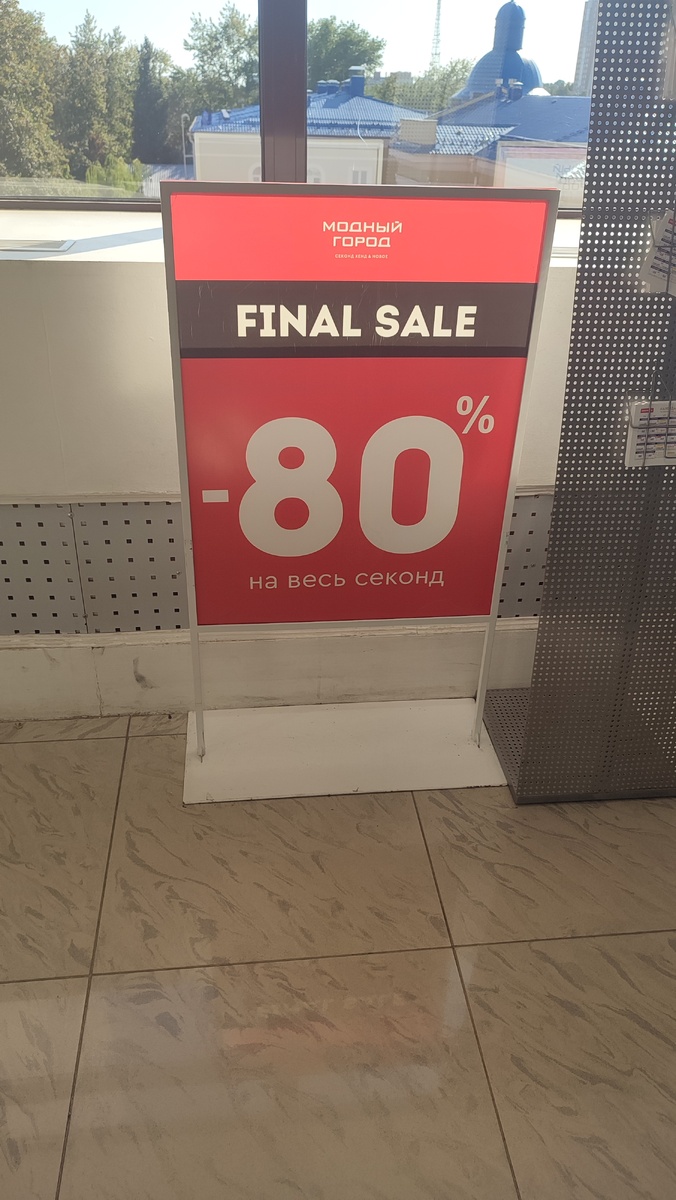 МОДНЫЙ
ГОРОД
СЕКОНД ХЕНД & НОВОЕ
FINAL SALE
-80%
на весь секонд